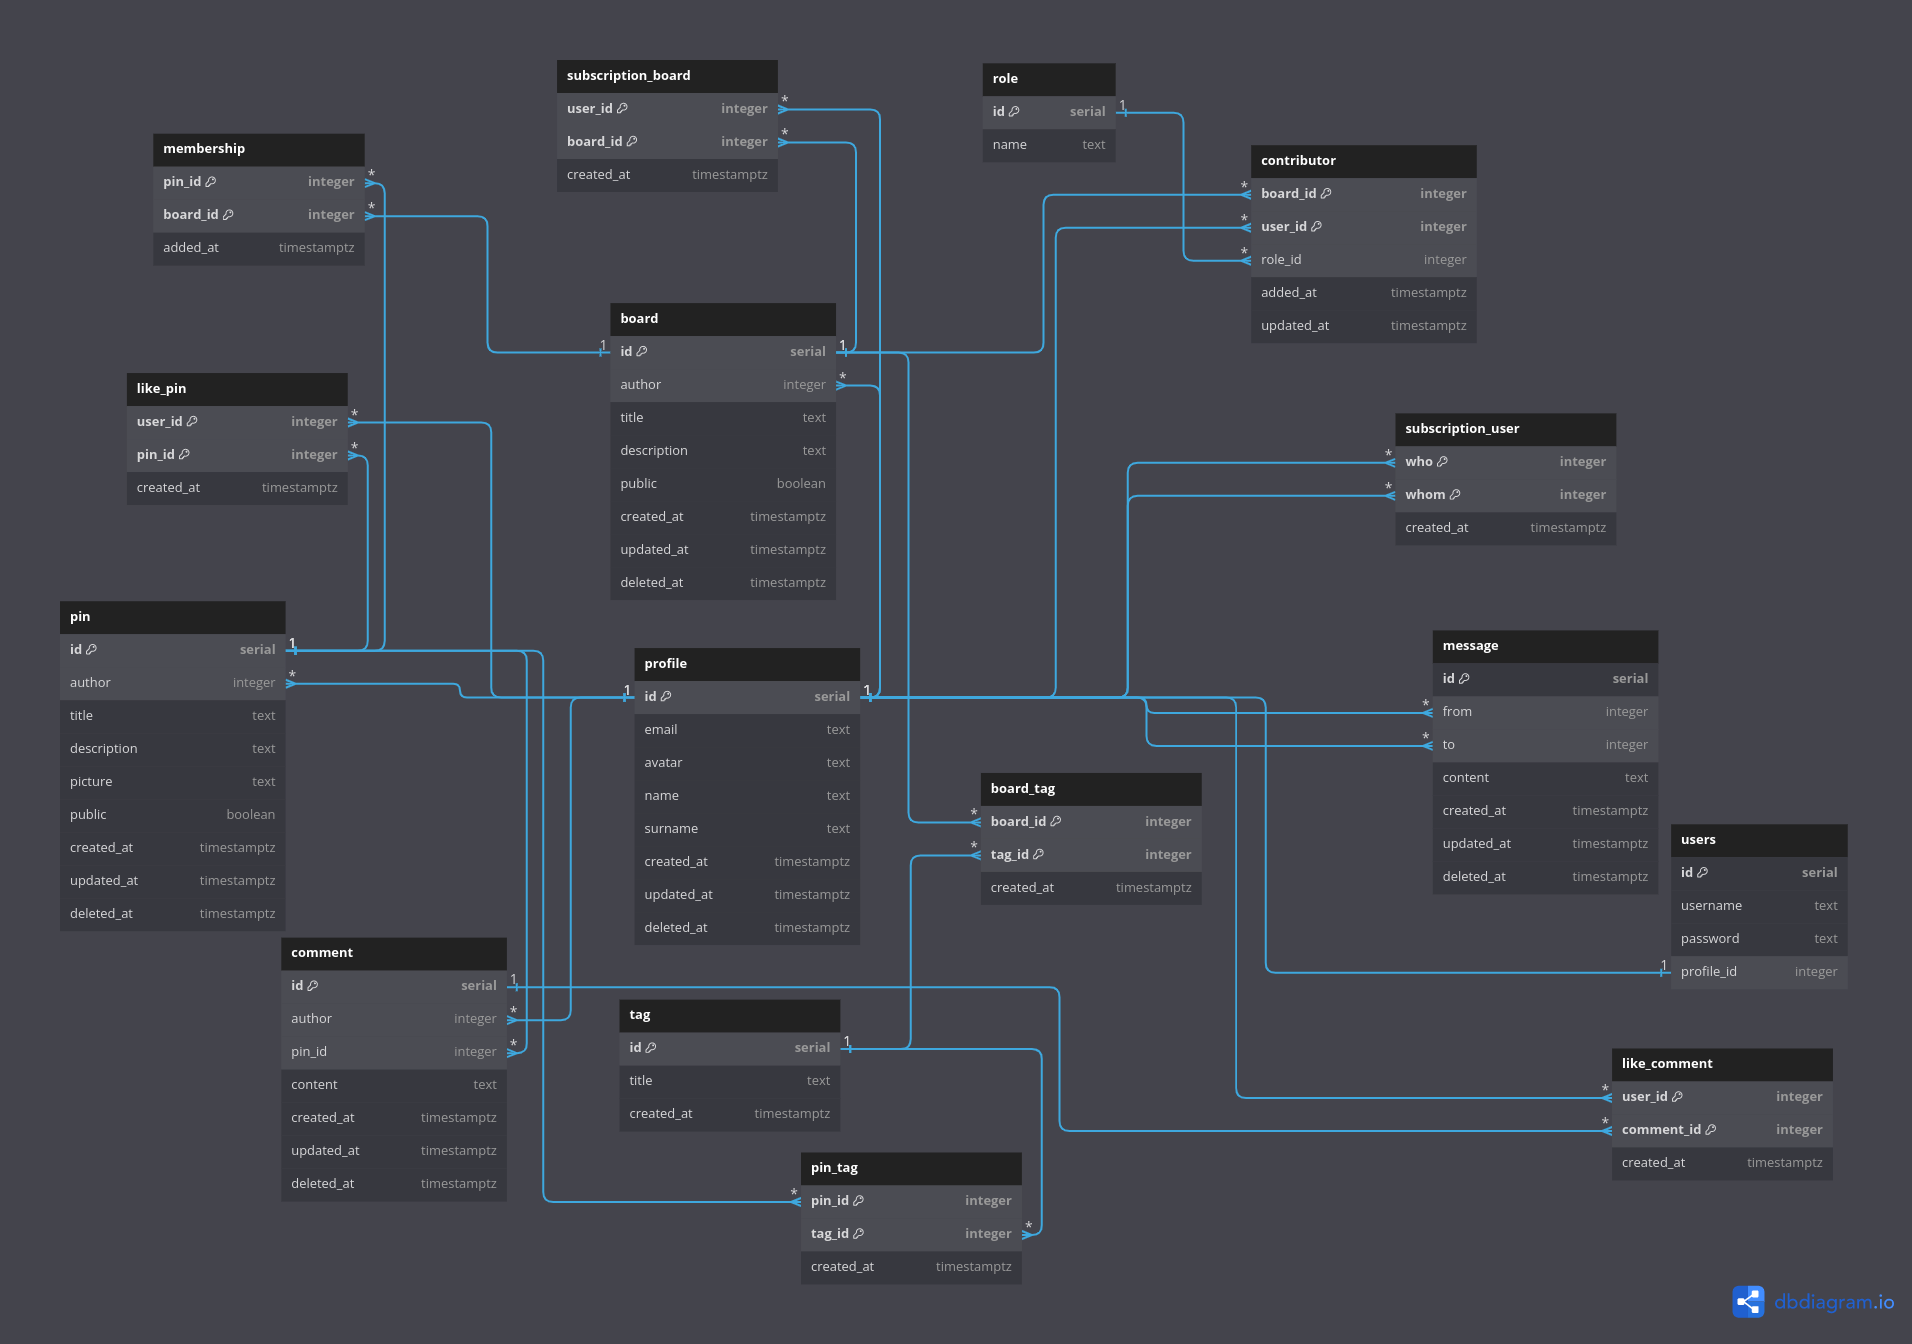 subscription_board
user_id integer
board_id integer
created_at timestamptz
role
id serial
name text
membership
pin_id integer
board_id integer
added_at timestamptz
contributor
board_id integer
user_id integer
role_id integer
added_at timestamptz
updated_at timestamptz
board
id serial
author integer
title text
description text
public boolean
created_at timestamptz
updated_at timestamptz
deleted_at timestamptz
like_pin
user_id integer
pin_id integer
created_at timestamptz
subscription_user
who integer
whom integer
created_at timestamptz
pin
id serial
author integer
title text
description text
picture text
public boolean
created_at timestamptz
updated_at timestamptz
deleted_at timestamptz
profile
id serial
email text
avatar text
name text
surname text
created_at timestamptz
updated_at timestamptz
deleted_at timestamptz
message
id serial
from integer
to integer
content text
created_at timestamptz
updated_at timestamptz
deleted_at timestamptz
board_tag
board_id integer
tag_id integer
created_at timestamptz
users
id serial
username text
password text
profile_id integer
comment
id serial
author integer
pin_id integer
content text
created_at timestamptz
updated_at timestamptz
deleted_at timestamptz
tag
id serial
title text
created_at timestamptz
like_comment
user_id integer
comment_id integer
created_at timestamptz
pin_tag
pin_id integer
tag_id integer
created_at timestamptz
dbdiagram.io